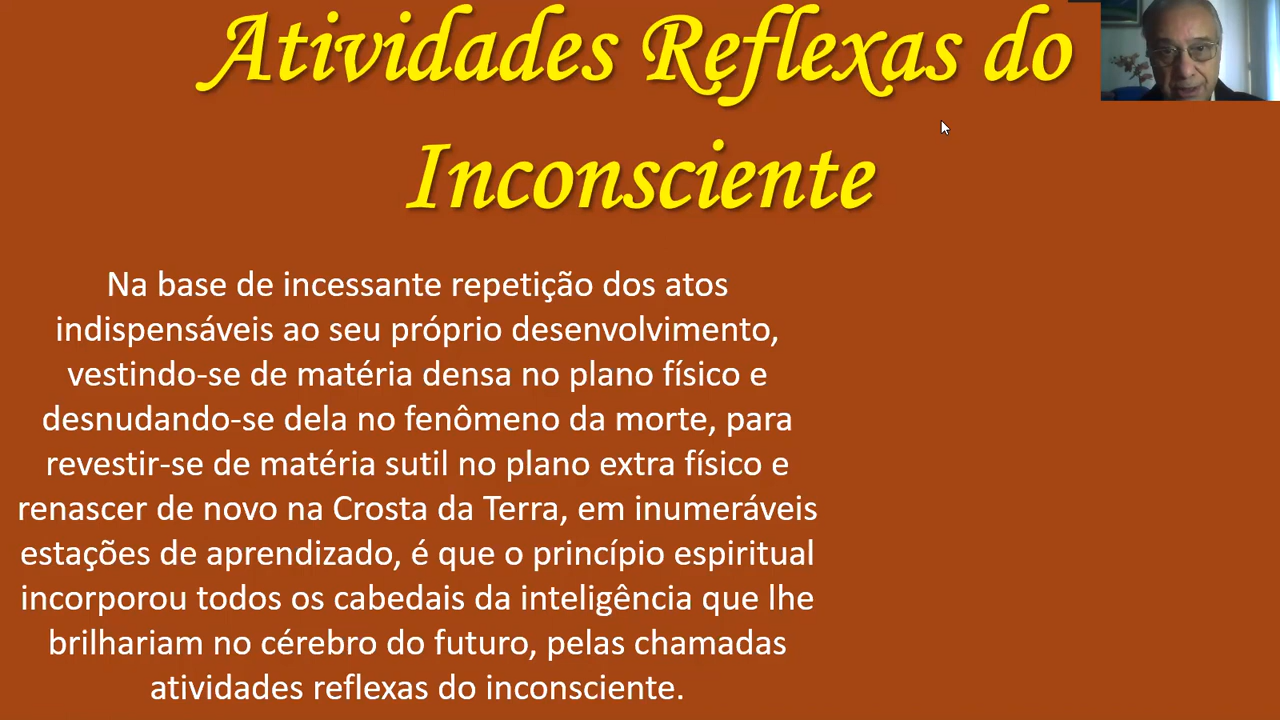 Atividades Reflexas do
Inconsciente
Na base de incessante repetição dos atos
indispensáveis ao seu próprio desenvolvimento,
vestindo-se de matéria densa no plano físico e
desnudando-se dela no fenômeno da morte, para
revestir-se de matéria sutil no plano extra físico e
renascer de novo na Crosta da Terra, em inumeráveis
estações de aprendizado, é que o princípio espiritual
incorporou todos os cabedais da inteligência que lhe
brilhariam no cérebro do futuro, pelas chamadas
atividades reflexas do inconsciente.